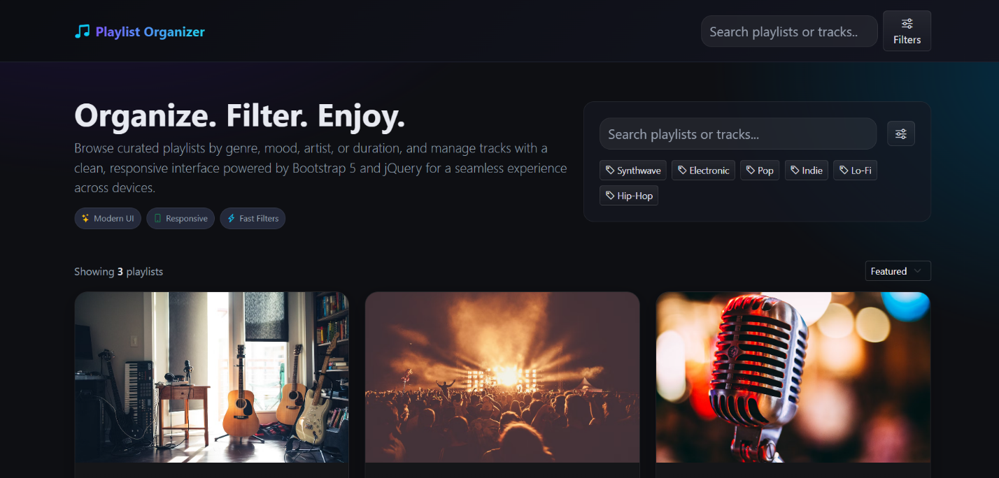 Playlist Organizer
Search playlists or tracks..
Filters
Organize. Filter. Enjoy.
Browse curated playlists by genre, mood, artist, or duration, and manage tracks with a
clean, responsive interface powered by Bootstrap 5 and jQuery for a seamless experience
across devices.
Modern UI
Responsive
Fast Filters
Search playlists or tracks...
Synthwave
Electronic
Pop
Indie
Lo-Fi
Hip-Hop
Showing 3 playlists
Featured